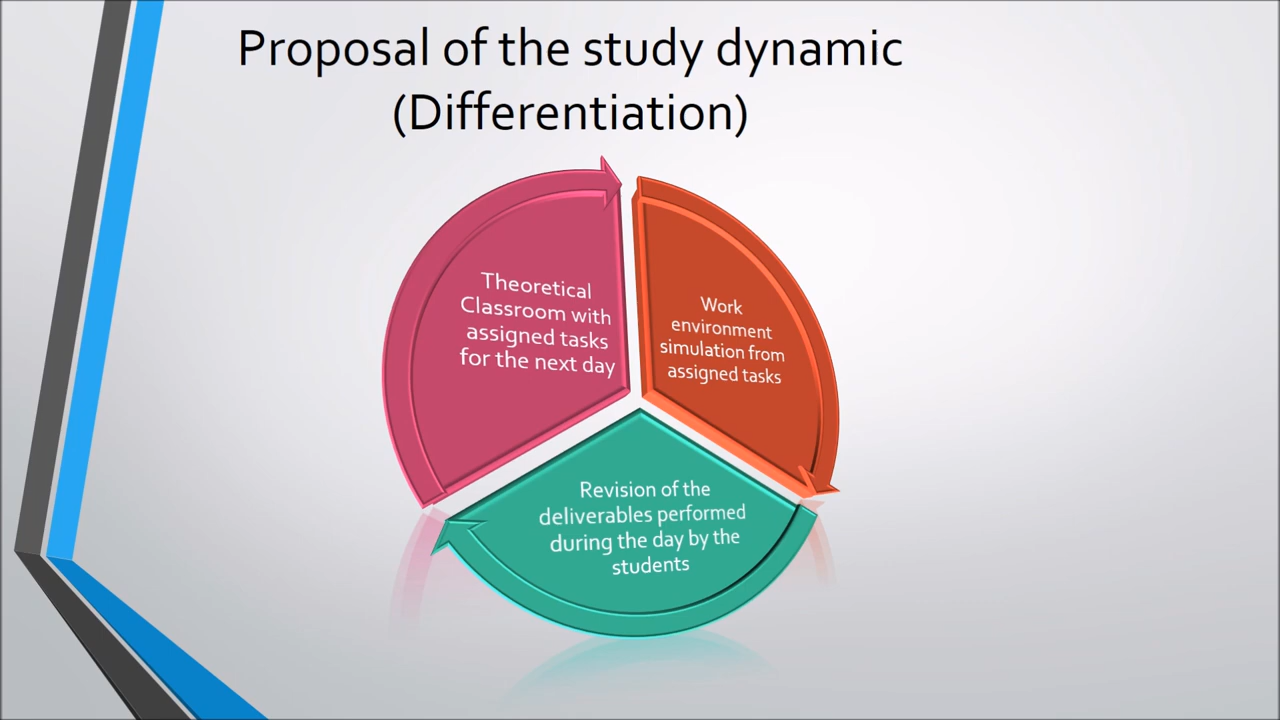 Proposal of the study dynamic
(Differentiation)
Theoretical
Classroom with
assigned tasks
for the next day
Work
environment
simulation from
assigned tasks
Revision of the
deliverables performed
during the day by the
students